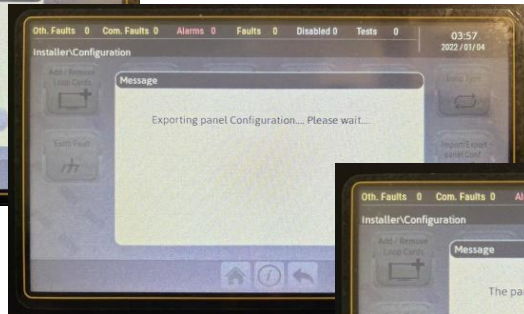 Oth. Faults 0 Com. Faults 0 Alarms 0 Faults 0 Disabled 0 Tests 0
03:57
2022/01/04
Installer\Configuration
Add / Remove
Loop Cards
Message
Loop Type
Exporting panel Configuration.... Please wait....
Earth Fault
Import/Export
panel Conf
Oth. Faults 0 Com. Faults 0
Installer\Configuration
Add / Remove
Loop Cards
Message
The